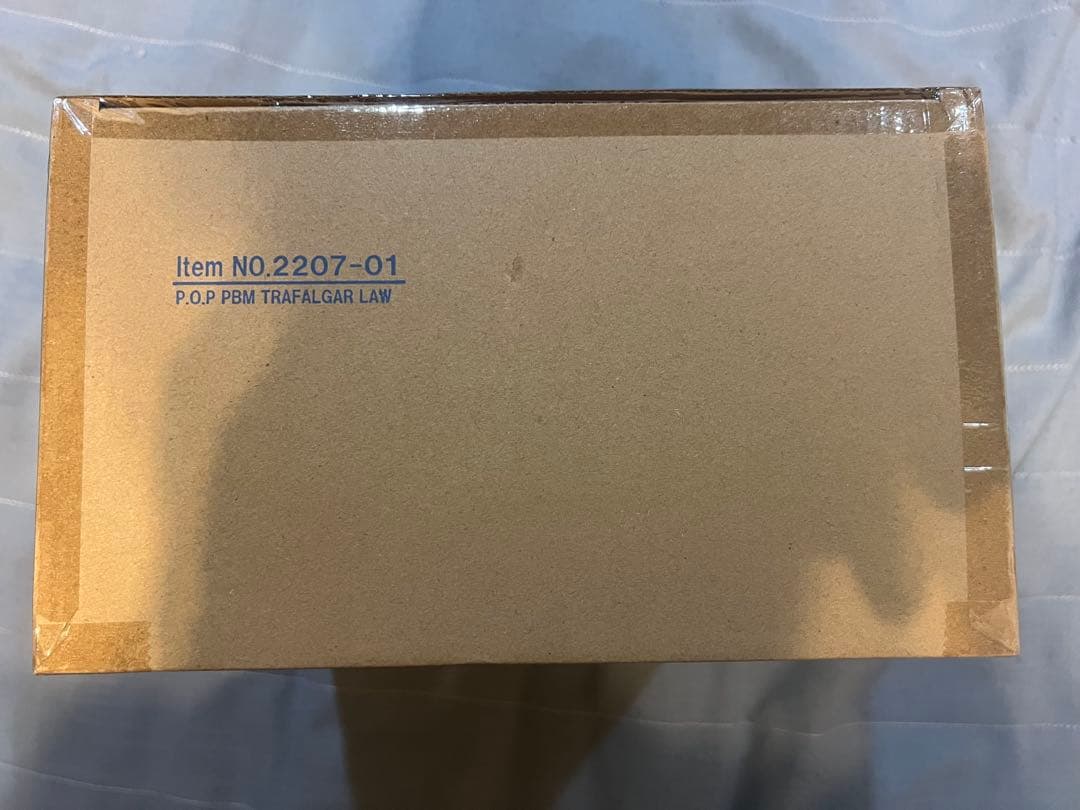 Item NO.2207-01
P.O.P PBM TRAFALGAR LAW